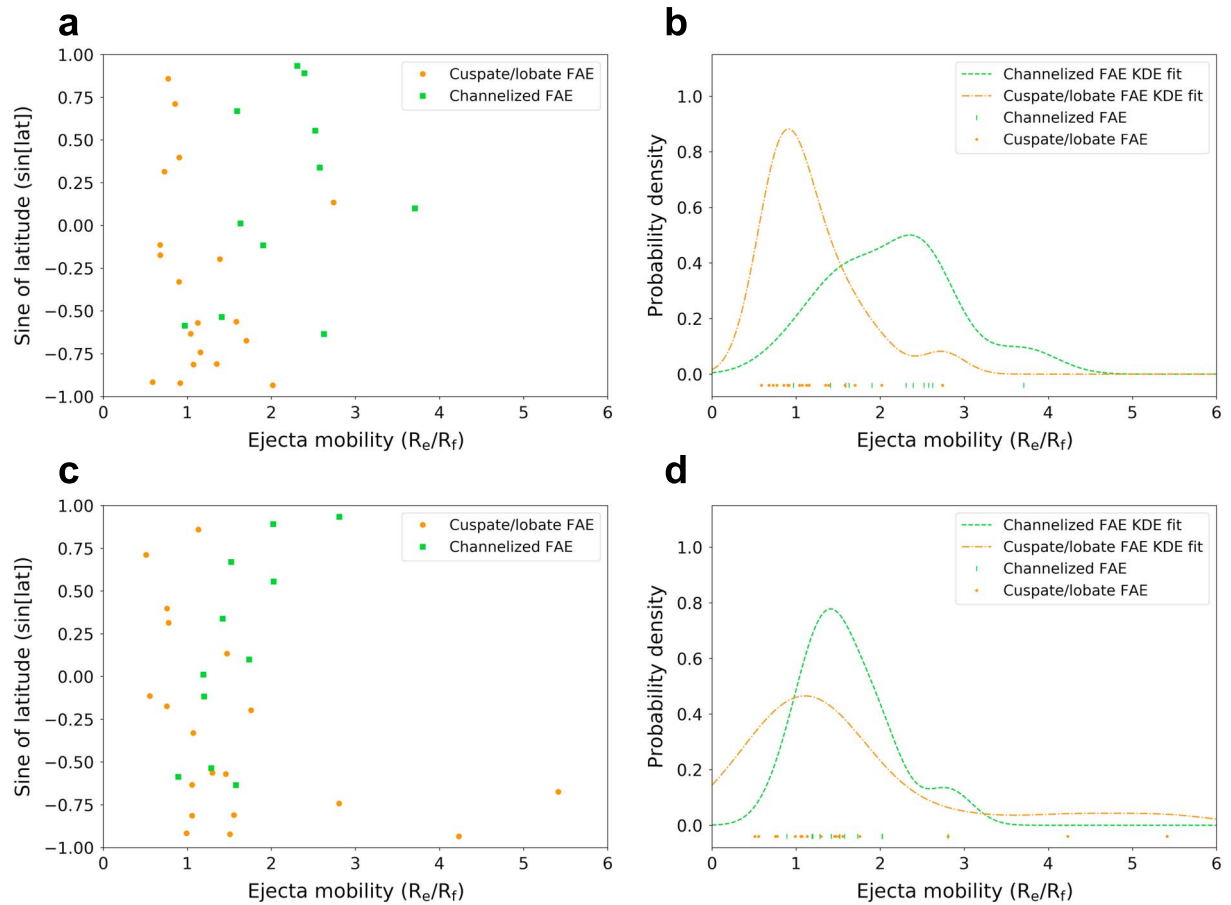 a
1.00
0.75
0.50
0.25
0.00
−0.25
−0.50
−0.75
−1.00
Sine of latitude (sin[lat])
Cuspate/lobate FAE
Channelized FAE
0 1 2 3 4 5 6
Ejecta mobility (Re/Rf)
b
1.0
0.8
0.6
0.4
0.2
0.0
Probability density
Channelized FAE KDE fit
Cuspate/lobate FAE KDE fit
Channelized FAE
Cuspate/lobate FAE
0 1 2 3 4 5 6
Ejecta mobility (Re/Rf)
c
1.00
0.75
0.50
0.25
0.00
−0.25
−0.50
−0.75
−1.00
Sine of latitude (sin[lat])
Cuspate/lobate FAE
Channelized FAE
0 1 2 3 4 5 6
Ejecta mobility (Re/Rf)
d
1.0
0.8
0.6
0.4
0.2
0.0
Probability density
Channelized FAE KDE fit
Cuspate/lobate FAE KDE fit
Channelized FAE
Cuspate/lobate FAE
0 1 2 3 4 5 6
Ejecta mobility (Re/Rf)